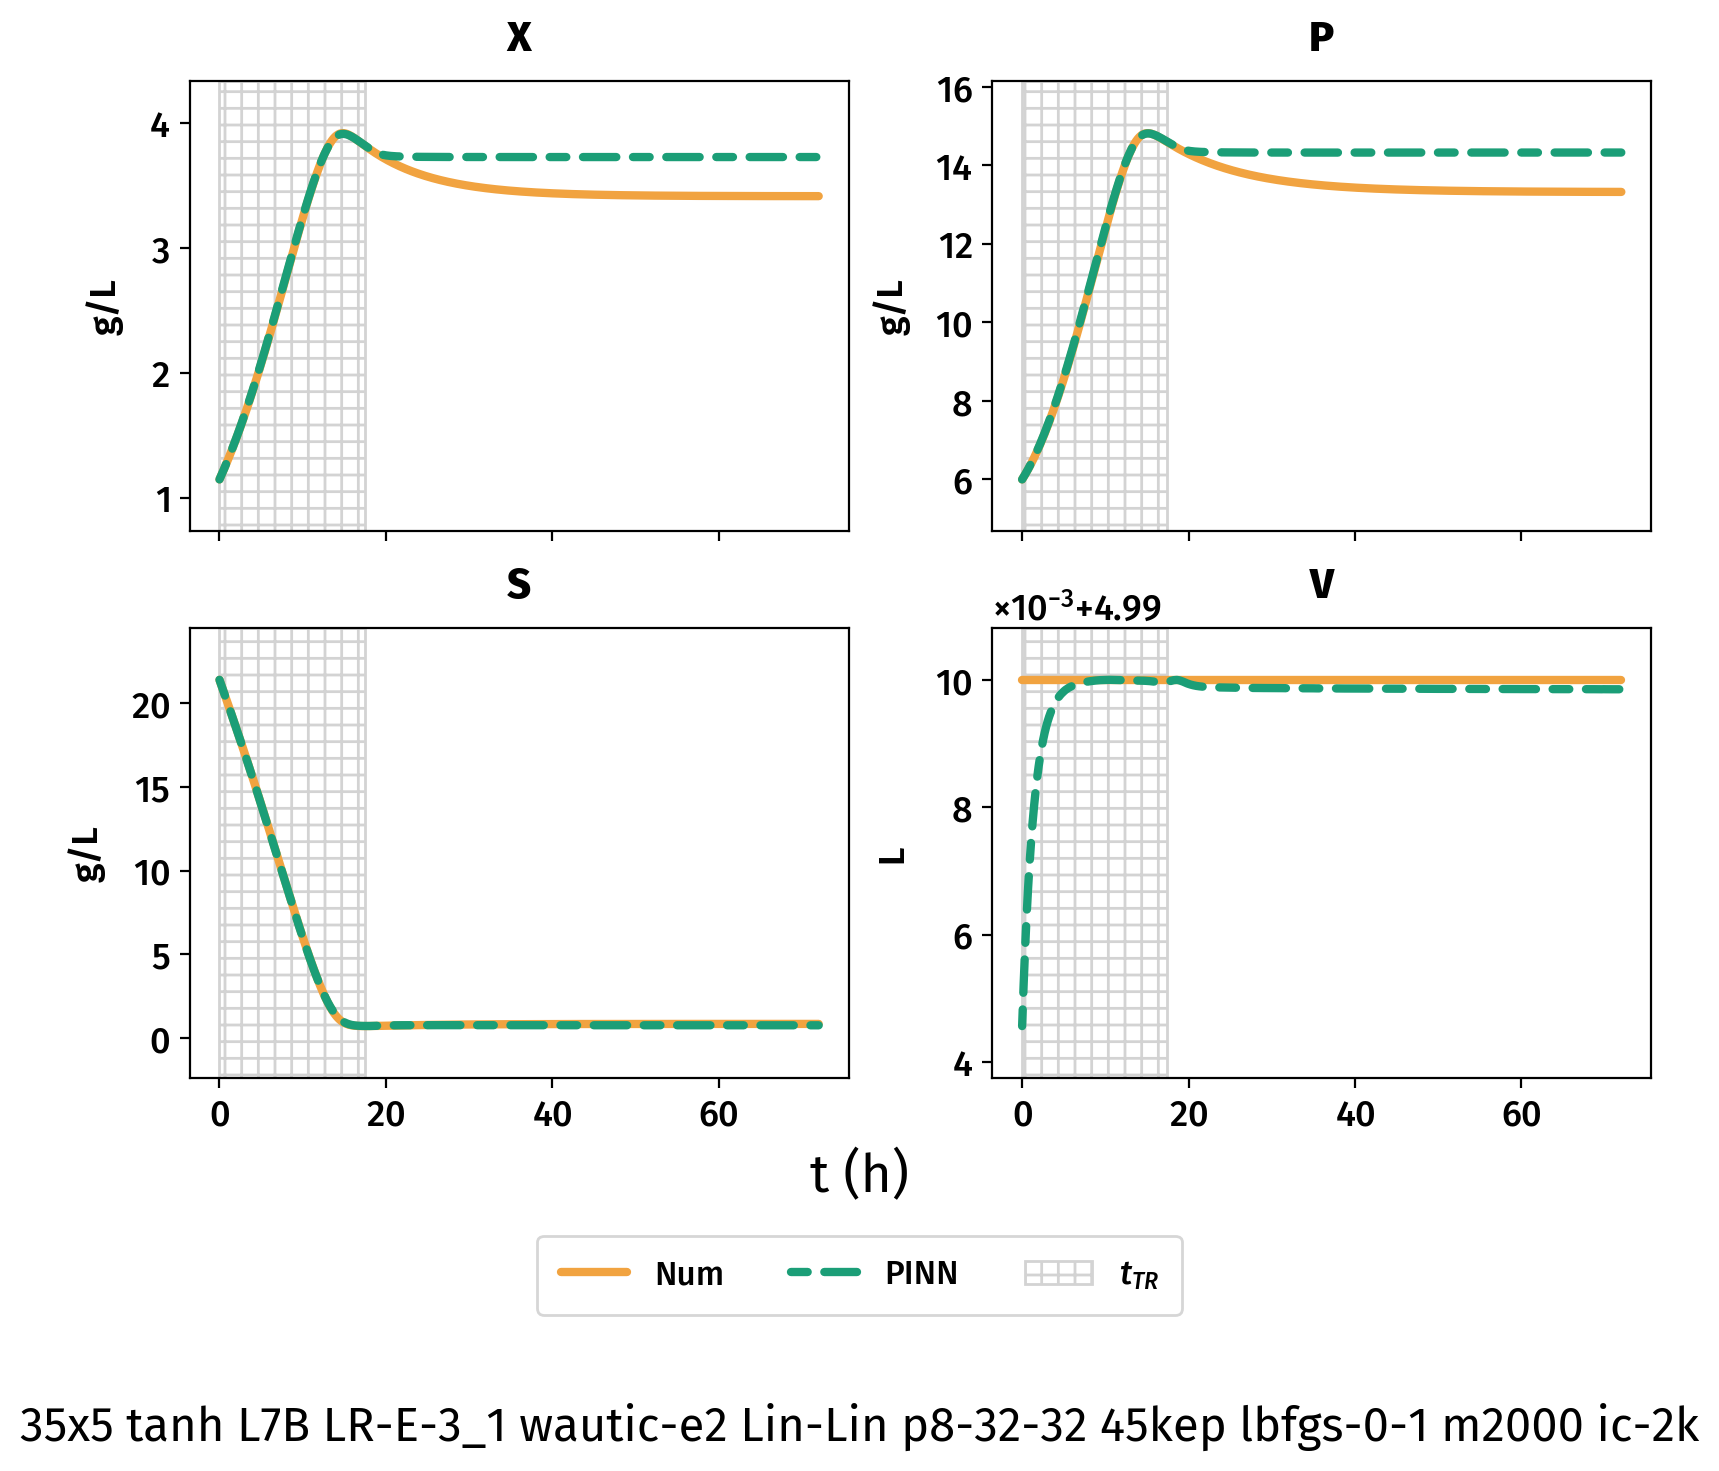 X
P
4
3
2
1
g/L
16
14
12
10
8
6
g/L
S
V
×10⁻³+4.99
20
15
10
5
0
g/L
10
8
6
4
L
0 20 40 60
0 20 40 60
t (h)
Num PINN t_TR
35x5 tanh L7B LR-E-3_1 wautic-e2 Lin-Lin p8-32-32 45kep lbfgs-0-1 m2000 ic-2k